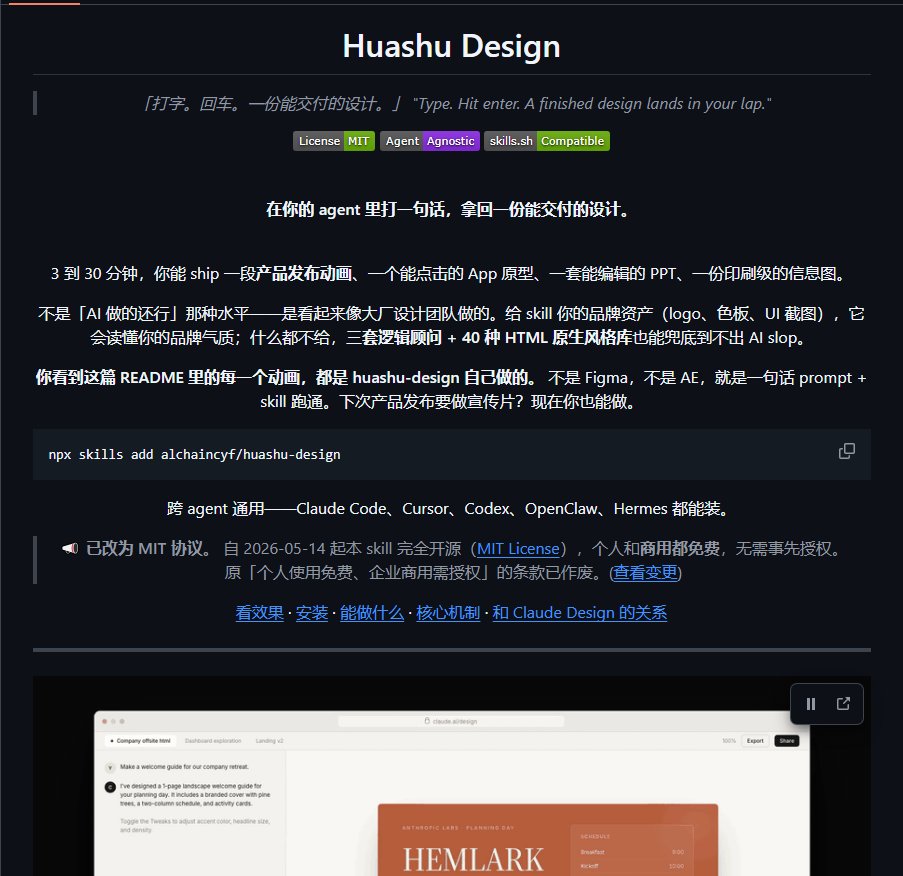 Huashu Design
「打字。回车。一份能交付的设计。」 "Type. Hit enter. A finished design lands in your lap."
License MIT Agent Agnostic skills.sh Compatible
在你的 agent 里打一句话，拿回一份能交付的设计。
3 到 30 分钟，你能 ship 一段产品发布动画、一个能点击的 App 原型、一套能编辑的 PPT、一份印刷级的信息图。
不是「AI 做的还行」那种水平——是看起来像大厂设计团队做的。给 skill 你的品牌资产（logo、色板、UI 截图），它
会读懂你的品牌气质；什么都不给，三套逻辑顾问 + 40 种 HTML 原生风格库也能兜底到不出 AI slop。
你看到这篇 README 里的每一个动画，都是 huashu-design 自己做的。 不是 Figma，不是 AE，就是一句话 prompt +
skill 跑通。下次产品发布要做宣传片？现在你也能做。
npx skills add alchaincyf/huashu-design
跨 agent 通用——Claude Code、Cursor、Codex、OpenClaw、Hermes 都能装。
📢 已改为 MIT 协议。 自 2026-05-14 起本 skill 完全开源（MIT License），个人和商用都免费，无需事先授权。
原「个人使用免费、企业商用需授权」的条款已作废。(查看变更)
看效果 · 安装 · 能做什么 · 核心机制 · 和 Claude Design 的关系
claude.ai/design
Company offsite html Dashboard exploration Landing v2 100% Export Share
Y Make a welcome guide for our company retreat.
C I've designed a 1-page landscape welcome guide for
your planning day. It includes a branded cover with pine
trees, a two-column schedule, and activity cards.
Toggle the Tweaks to adjust accent color, headline size,
and density
ANTHROPIC LABS · PLANNING DAY
HEMLARK
SCHEDULE
Breakfast 9:00
Kickoff 10:00